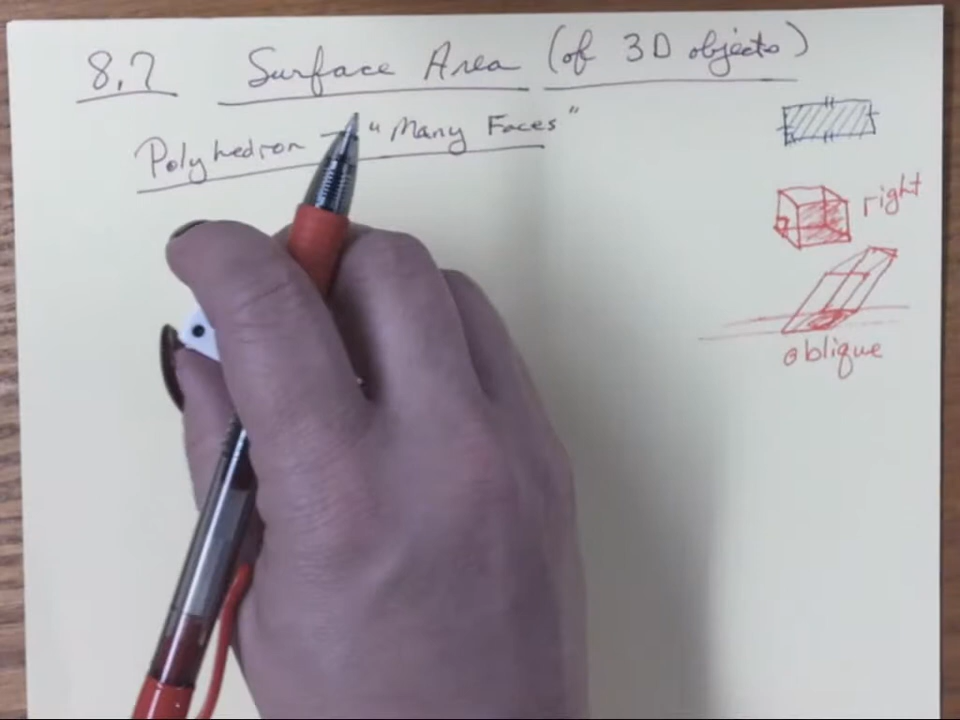 8.7 Surface Area (of 3D objects)
Polyhedron → "Many Faces"
right
oblique